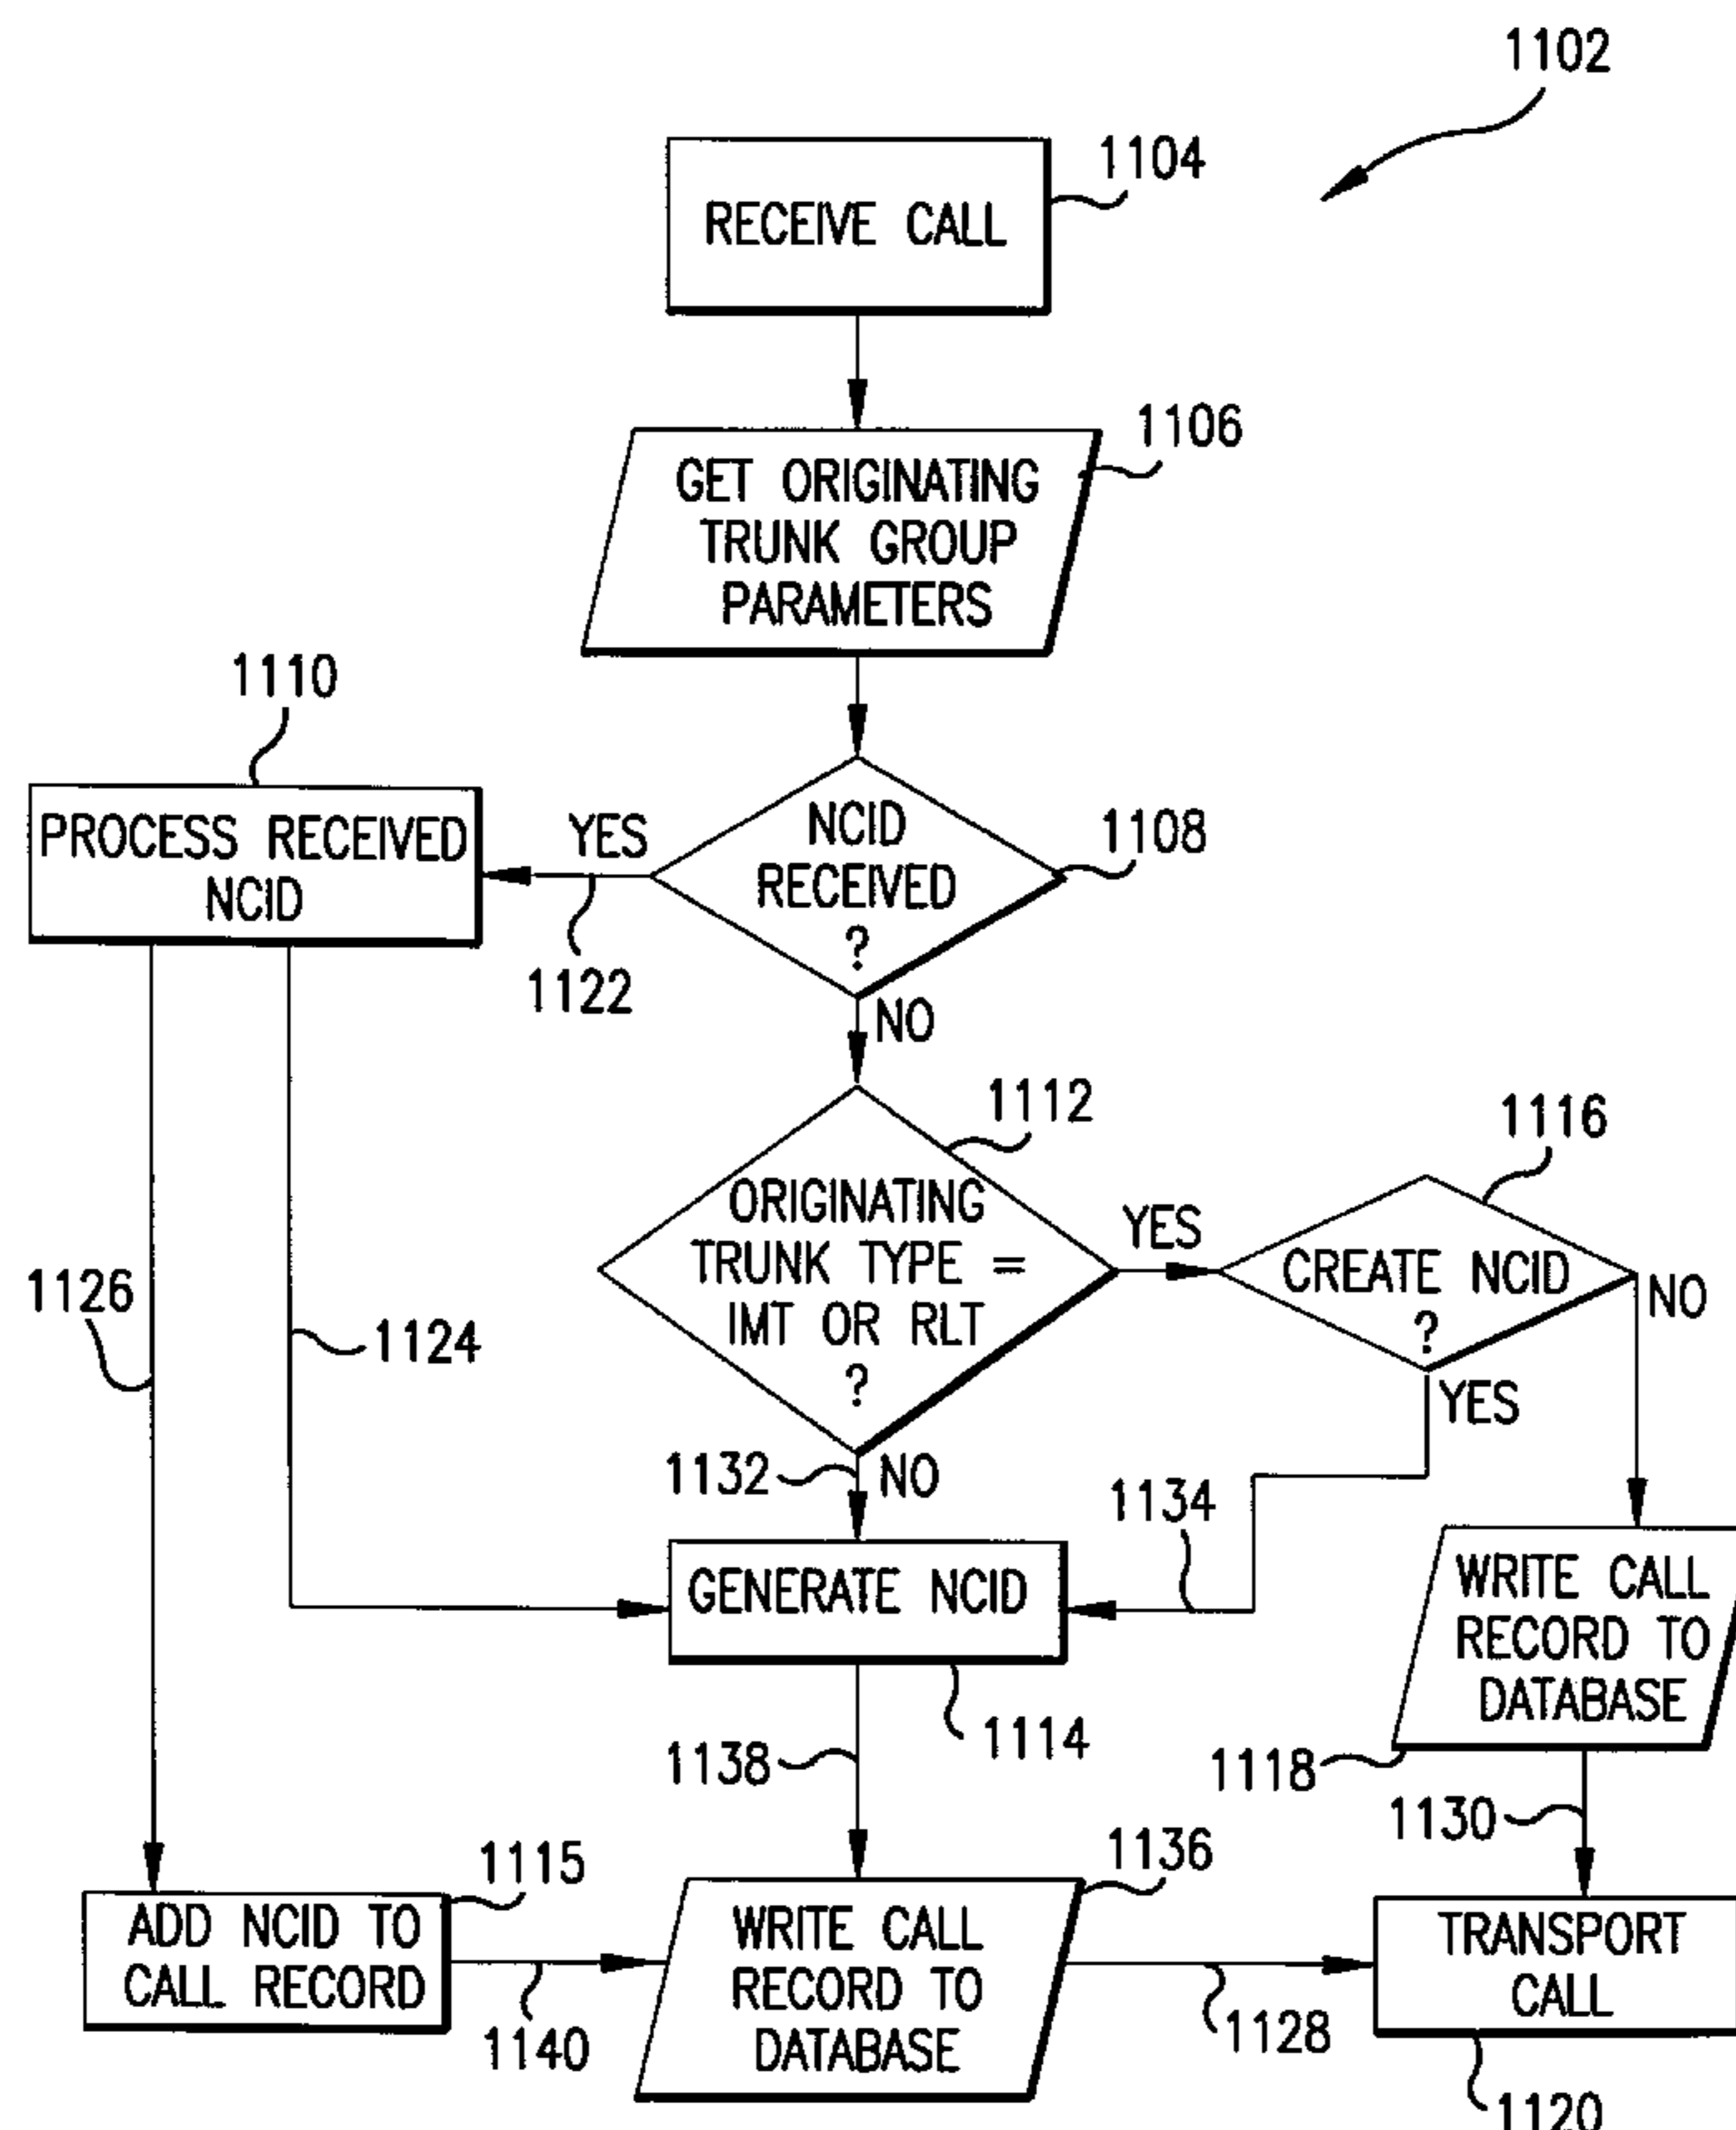 1102
1104
RECEIVE CALL
1106
GET ORIGINATING
TRUNK GROUP
PARAMETERS
1110
PROCESS RECEIVED
NCID
YES
1122
NCID
RECEIVED
?
1108
NO
1112
ORIGINATING
TRUNK TYPE =
IMT OR RLT
?
YES
1116
CREATE NCID
?
NO
YES
1126
1124
1132
NO
1134
GENERATE NCID
1114
WRITE CALL
RECORD TO
DATABASE
1118
1138
1130
1115
ADD NCID TO
CALL RECORD
1140
1136
WRITE CALL
RECORD TO
DATABASE
1128
TRANSPORT
CALL
1120